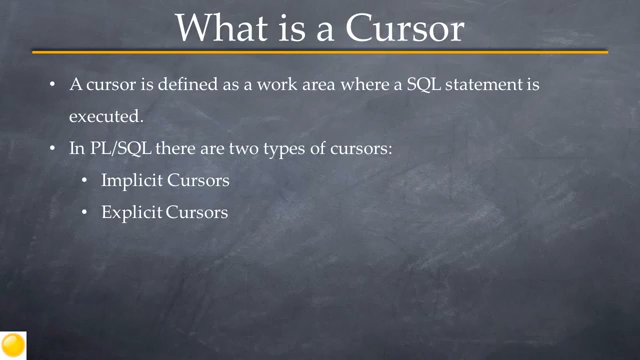 What is a Cursor
• A cursor is defined as a work area where a SQL statement is
executed.
• In PL/SQL there are two types of cursors:
• Implicit Cursors
• Explicit Cursors